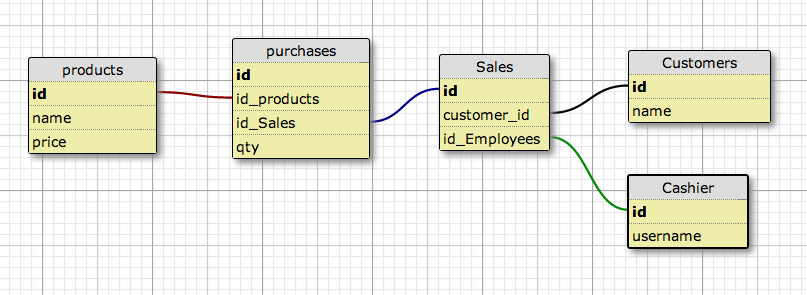 products
id
name
price
purchases
id
id_products
id_Sales
qty
Sales
id
customer_id
id_Employees
Customers
id
name
Cashier
id
username